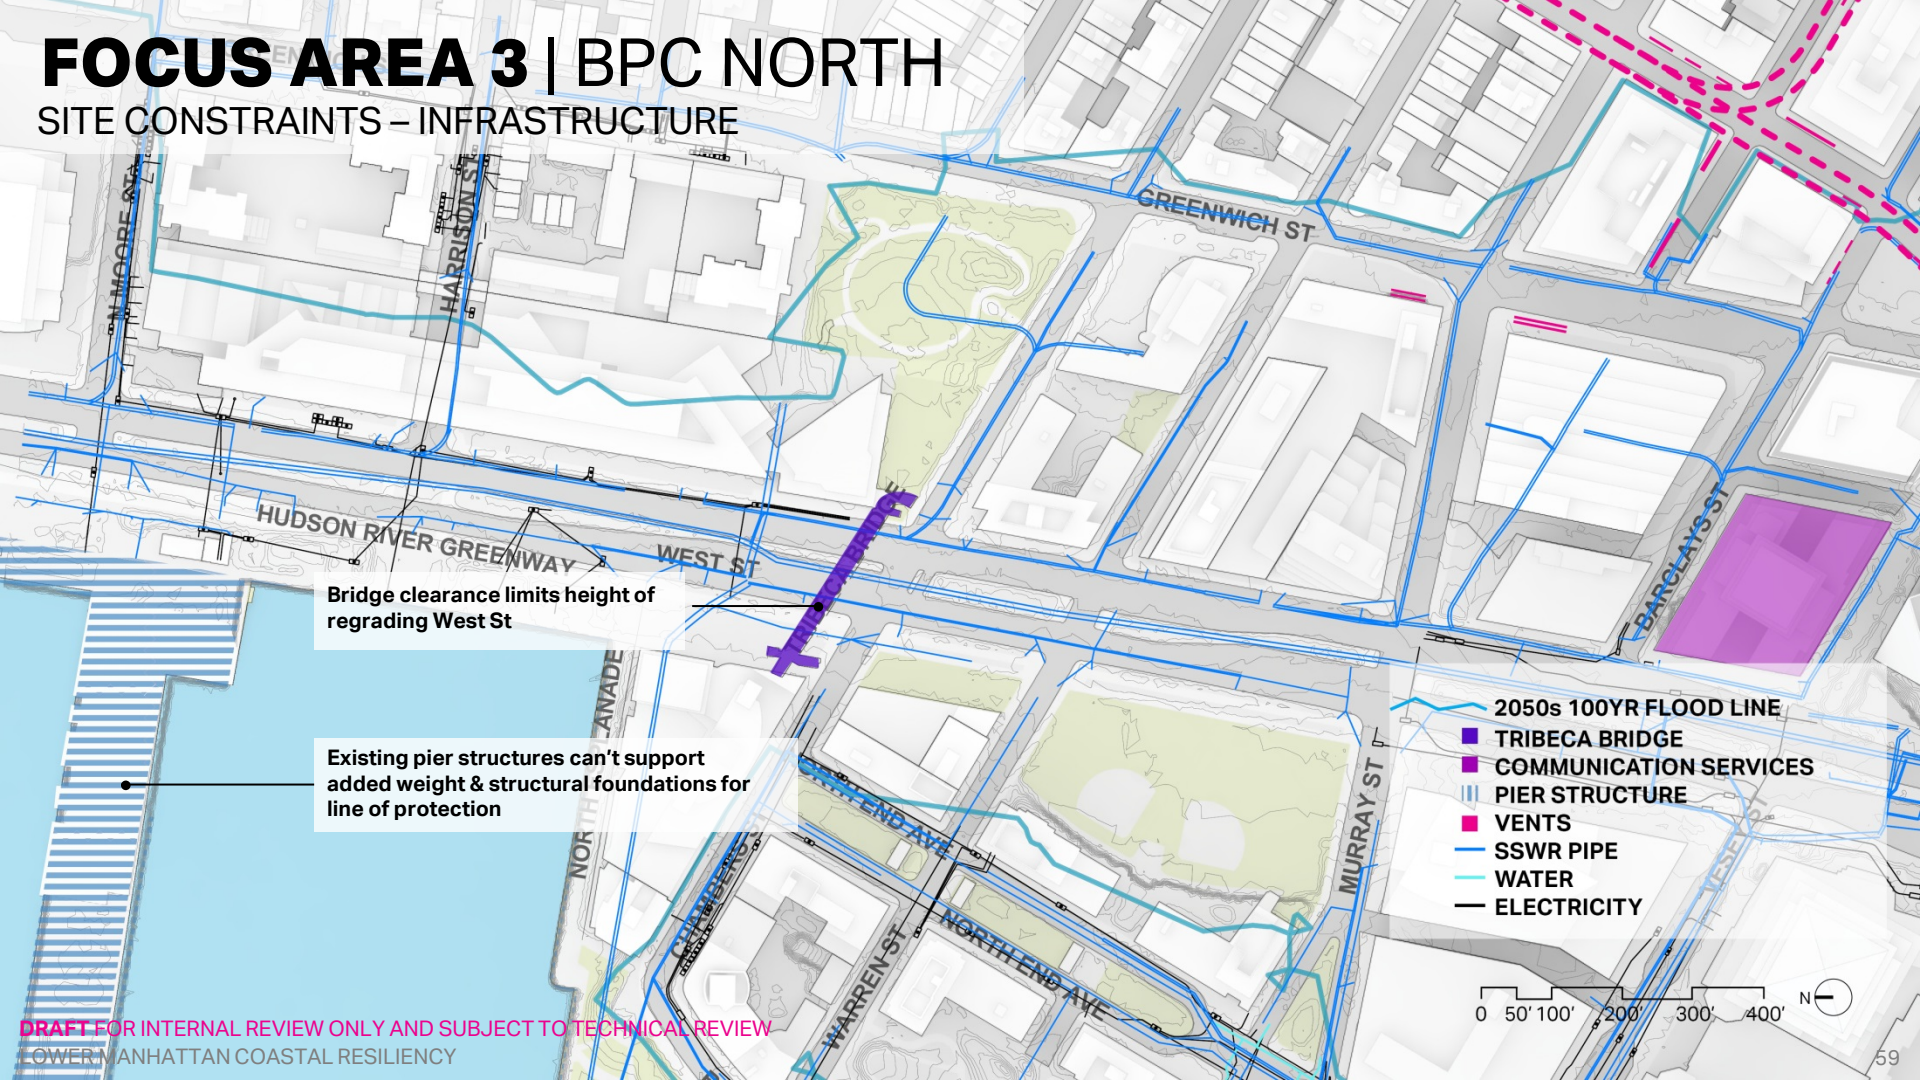 FOCUS AREA 3 | BPC NORTH
SITE CONSTRAINTS – INFRASTRUCTURE
N MOORE ST
HARRISON ST
GREENWICH ST
HUDSON RIVER GREENWAY
WEST ST
TRIBECA BRIDGE
BARCLAYS ST
Bridge clearance limits height of
regrading West St
Existing pier structures can't support
added weight & structural foundations for
line of protection
CHAMBERS ST
NORTH END AVE
WARREN ST
NORTH END AVE
MURRAY ST
VESEY ST
2050s 100YR FLOOD LINE
TRIBECA BRIDGE
COMMUNICATION SERVICES
PIER STRUCTURE
VENTS
SSWR PIPE
WATER
ELECTRICITY
0 50' 100' 200' 300' 400'
N
DRAFT FOR INTERNAL REVIEW ONLY AND SUBJECT TO TECHNICAL REVIEW
LOWER MANHATTAN COASTAL RESILIENCY
59